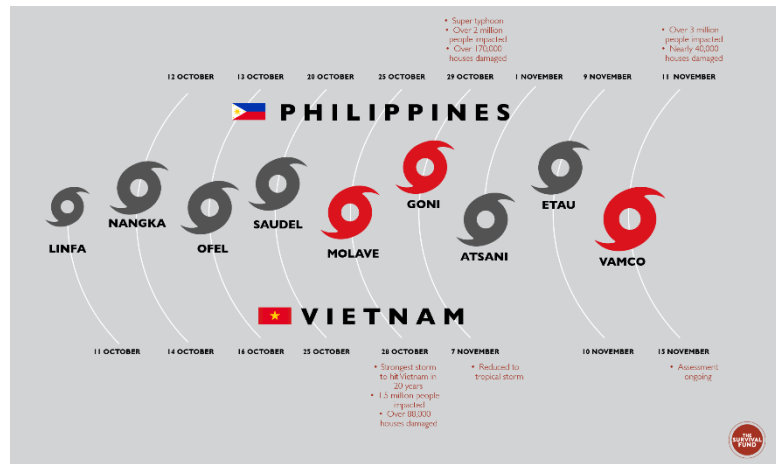 • Super typhoon
• Over 2 million
people impacted
• Over 170,000
houses damaged
• Over 3 million
people impacted
• Nearly 40,000
houses damaged
12 OCTOBER
13 OCTOBER
20 OCTOBER
25 OCTOBER
29 OCTOBER
1 NOVEMBER
9 NOVEMBER
11 NOVEMBER
PHILIPPINES
LINFA
NANGKA
OFEL
SAUDEL
MOLAVE
GONI
ATSANI
ETAU
VAMCO
VIETNAM
11 OCTOBER
14 OCTOBER
16 OCTOBER
25 OCTOBER
28 OCTOBER
7 NOVEMBER
10 NOVEMBER
15 NOVEMBER
• Strongest storm
to hit Vietnam in
20 years
• 1.5 million people
impacted
• Over 88,000
houses damaged
• Reduced to
tropical storm
• Assessment
ongoing
THE
SURVIVAL
FUND